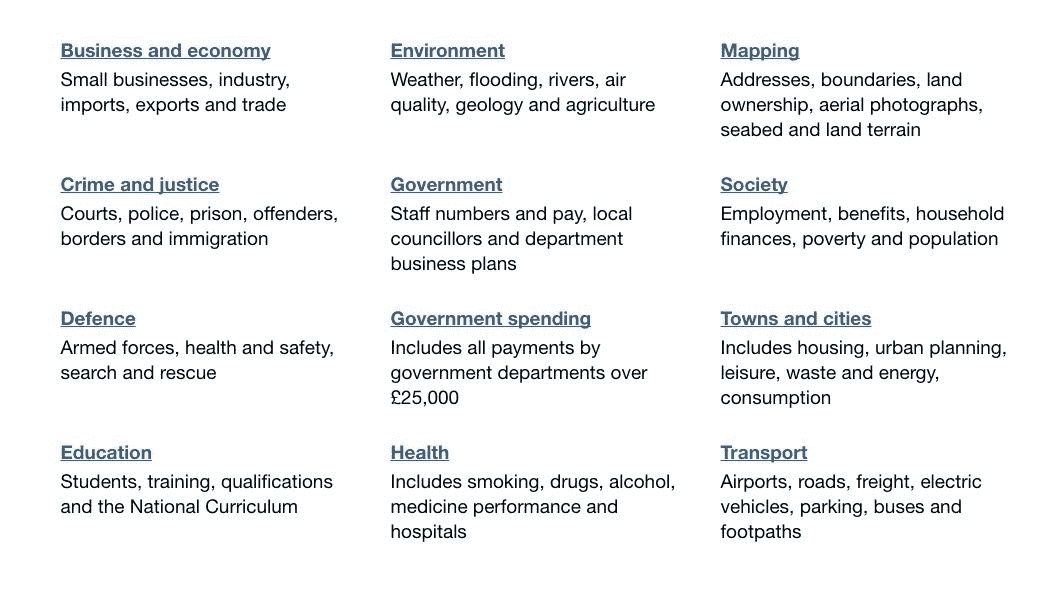 Business and economy
Small businesses, industry,
imports, exports and trade
Crime and justice
Courts, police, prison, offenders,
borders and immigration
Defence
Armed forces, health and safety,
search and rescue
Education
Students, training, qualifications
and the National Curriculum
Environment
Weather, flooding, rivers, air
quality, geology and agriculture
Government
Staff numbers and pay, local
councillors and department
business plans
Government spending
Includes all payments by
government departments over
£25,000
Health
Includes smoking, drugs, alcohol,
medicine performance and
hospitals
Mapping
Addresses, boundaries, land
ownership, aerial photographs,
seabed and land terrain
Society
Employment, benefits, household
finances, poverty and population
Towns and cities
Includes housing, urban planning,
leisure, waste and energy,
consumption
Transport
Airports, roads, freight, electric
vehicles, parking, buses and
footpaths